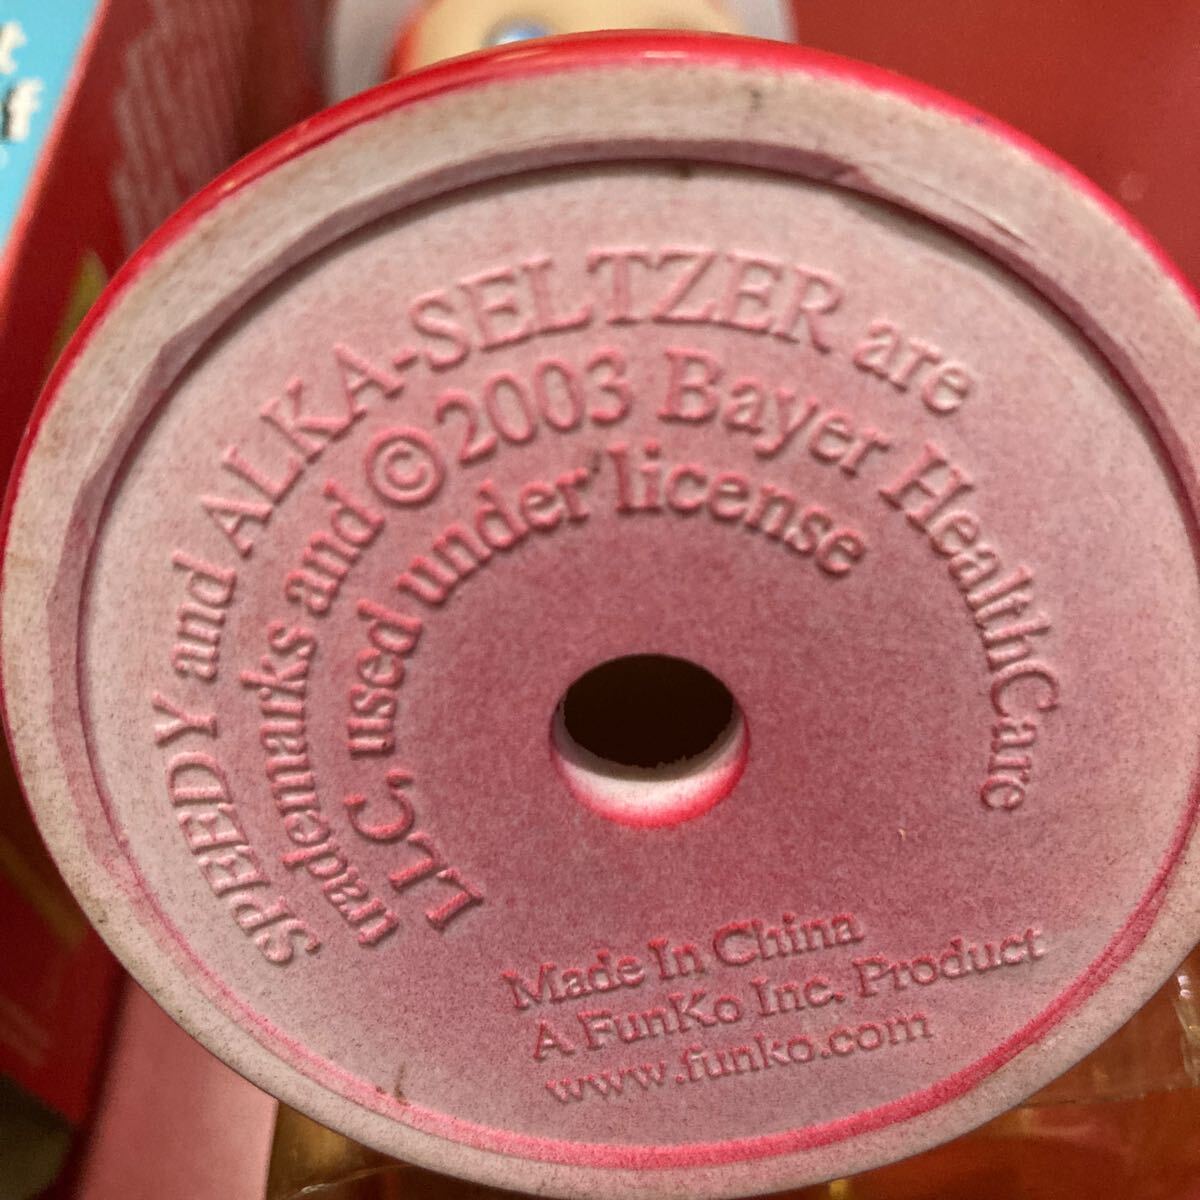 SPEEDY and ALKA-SELTZER are
trademarks and ©2003 Bayer HealthCare
LLC, used under license
Made In China
A FunKo Inc. Product
www.funko.com